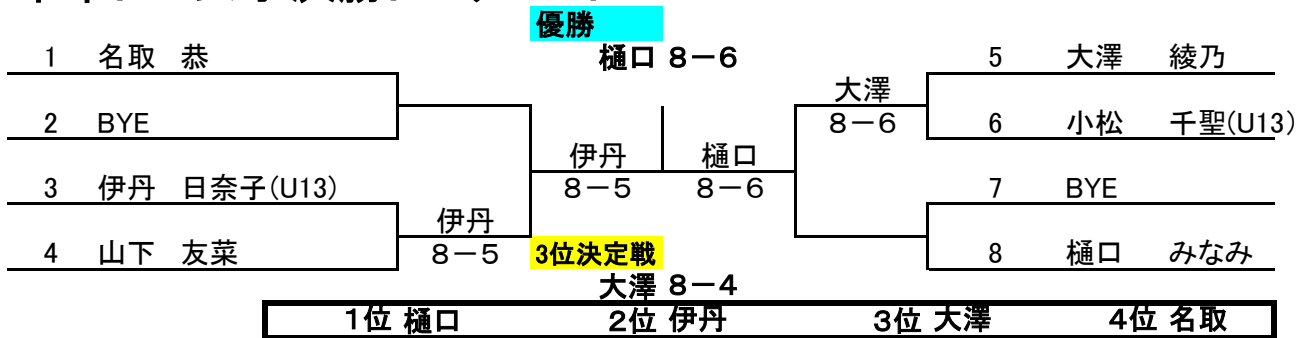 優勝
樋口 8－6
1 名取 恭
5 大澤 綾乃
大澤
8－6
2 BYE
6 小松 千聖(U13)
伊丹
樋口
8－5
8－6
3 伊丹 日奈子(U13)
7 BYE
伊丹
8－5
4 山下 友菜
3位決定戦
8 樋口 みなみ
大澤 8－4
1位 樋口 2位 伊丹 3位 大澤 4位 名取